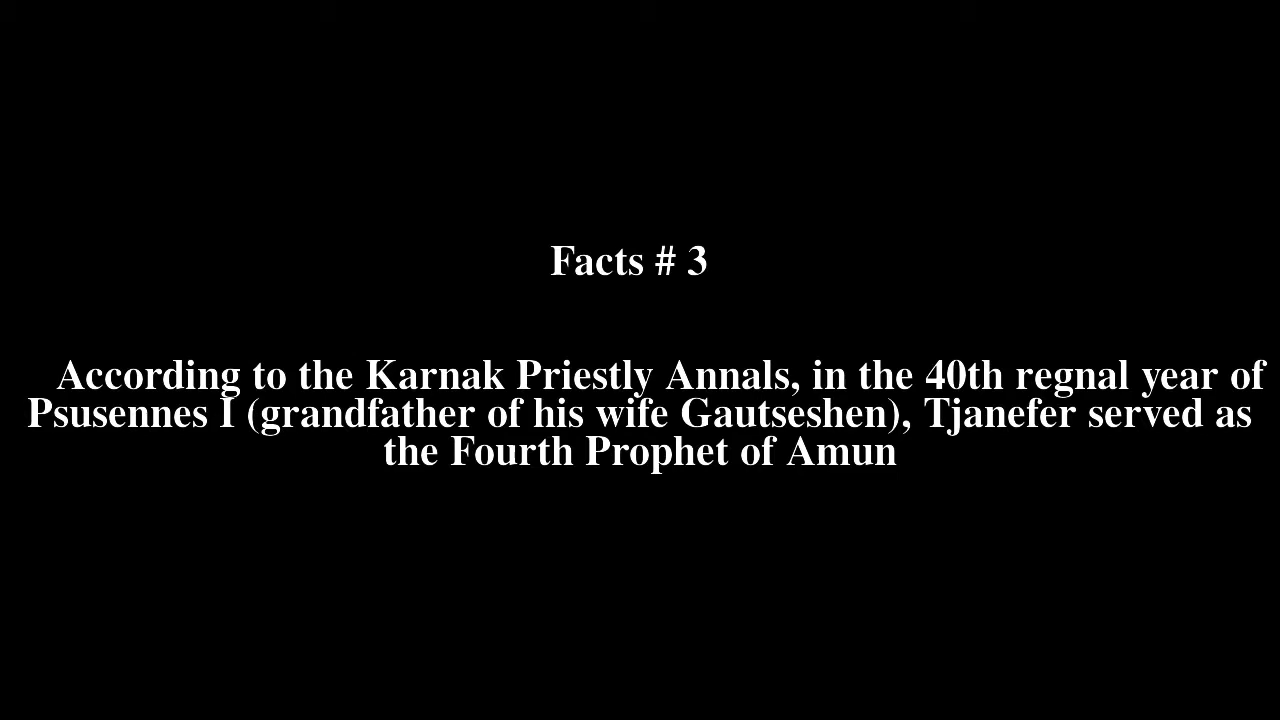 Facts # 3
According to the Karnak Priestly Annals, in the 40th regnal year of
Psusennes I (grandfather of his wife Gautseshen), Tjanefer served as
the Fourth Prophet of Amun